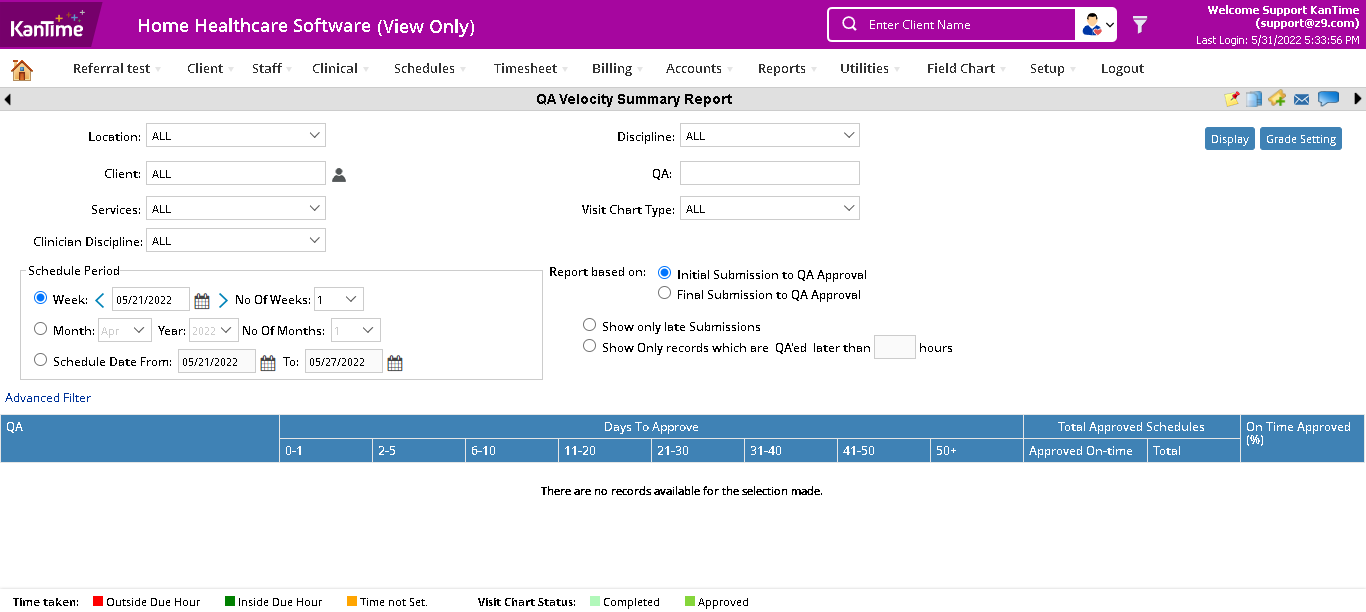 KanTime
Home Healthcare Software (View Only)
Enter Client Name
Welcome Support KanTime
(support@z9.com)
Last Login: 5/31/2022 5:33:56 PM
Referral test Client Staff Clinical Schedules Timesheet Billing Accounts Reports Utilities Field Chart Setup Logout
QA Velocity Summary Report
Location: ALL
Discipline: ALL
Display Grade Setting
Client: ALL
QA:
Services: ALL
Visit Chart Type: ALL
Clinician Discipline: ALL
Schedule Period
Week: 05/21/2022 No Of Weeks: 1
Month: Apr Year: 2022 No Of Months: 1
Schedule Date From: 05/21/2022 To: 05/27/2022
Report based on: Initial Submission to QA Approval
Final Submission to QA Approval
Show only late Submissions
Show Only records which are QA'ed later than hours
Advanced Filter
QA Days To Approve Total Approved Schedules On Time Approved
(%)
0-1 2-5 6-10 11-20 21-30 31-40 41-50 50+ Approved On-time Total
There are no records available for the selection made.
Time taken: Outside Due Hour Inside Due Hour Time not Set. Visit Chart Status: Completed Approved